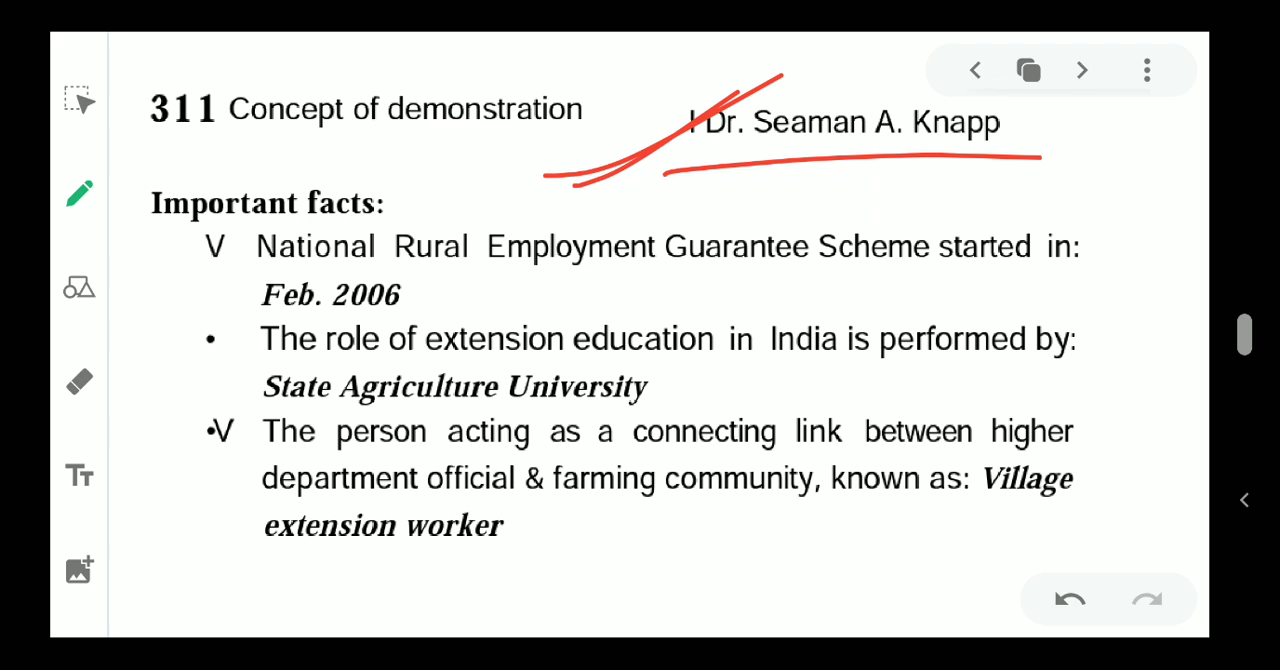 311 Concept of demonstration
l Dr. Seaman A. Knapp
Important facts:
V National Rural Employment Guarantee Scheme started in:
Feb. 2006
• The role of extension education in India is performed by:
State Agriculture University
•V The person acting as a connecting link between higher
department official & farming community, known as: Village
extension worker
Tт